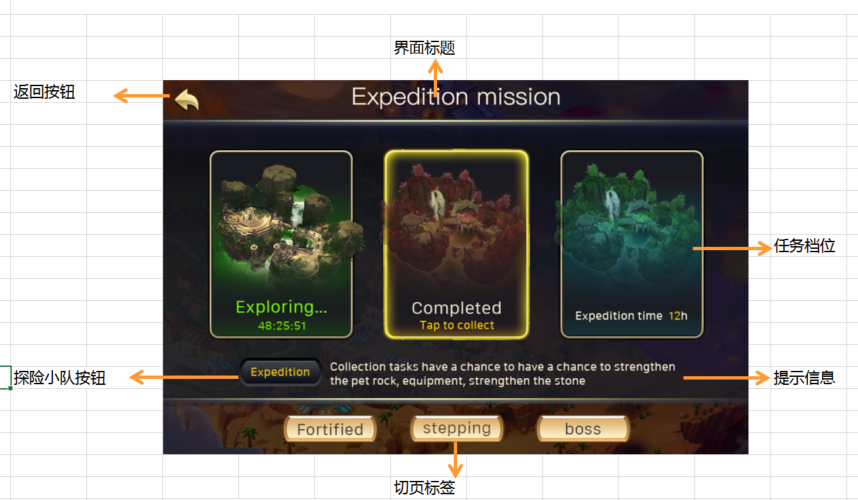 界面标题
返回按钮
Expedition mission
任务档位
Exploring...
48:25:51
Completed
Tap to collect
Expedition time 12h
探险小队按钮
Expedition
Collection tasks have a chance to have a chance to strengthen
the pet rock, equipment, strengthen the stone
提示信息
Fortified
stepping
boss
切页标签